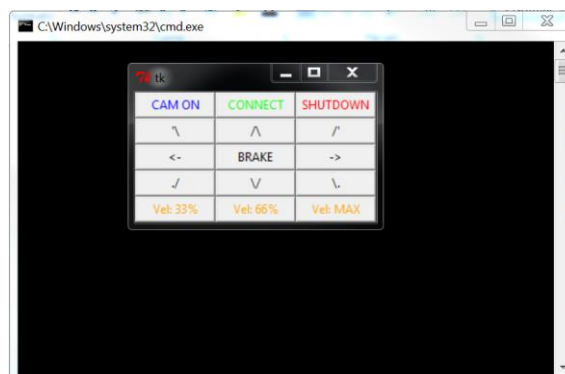 C:\Windows\system32\cmd.exe
tk
CAM ON CONNECT SHUTDOWN
'\ /\ /'
<- BRAKE ->
./ \/ \.
Vel: 33% Vel: 66% Vel: MAX